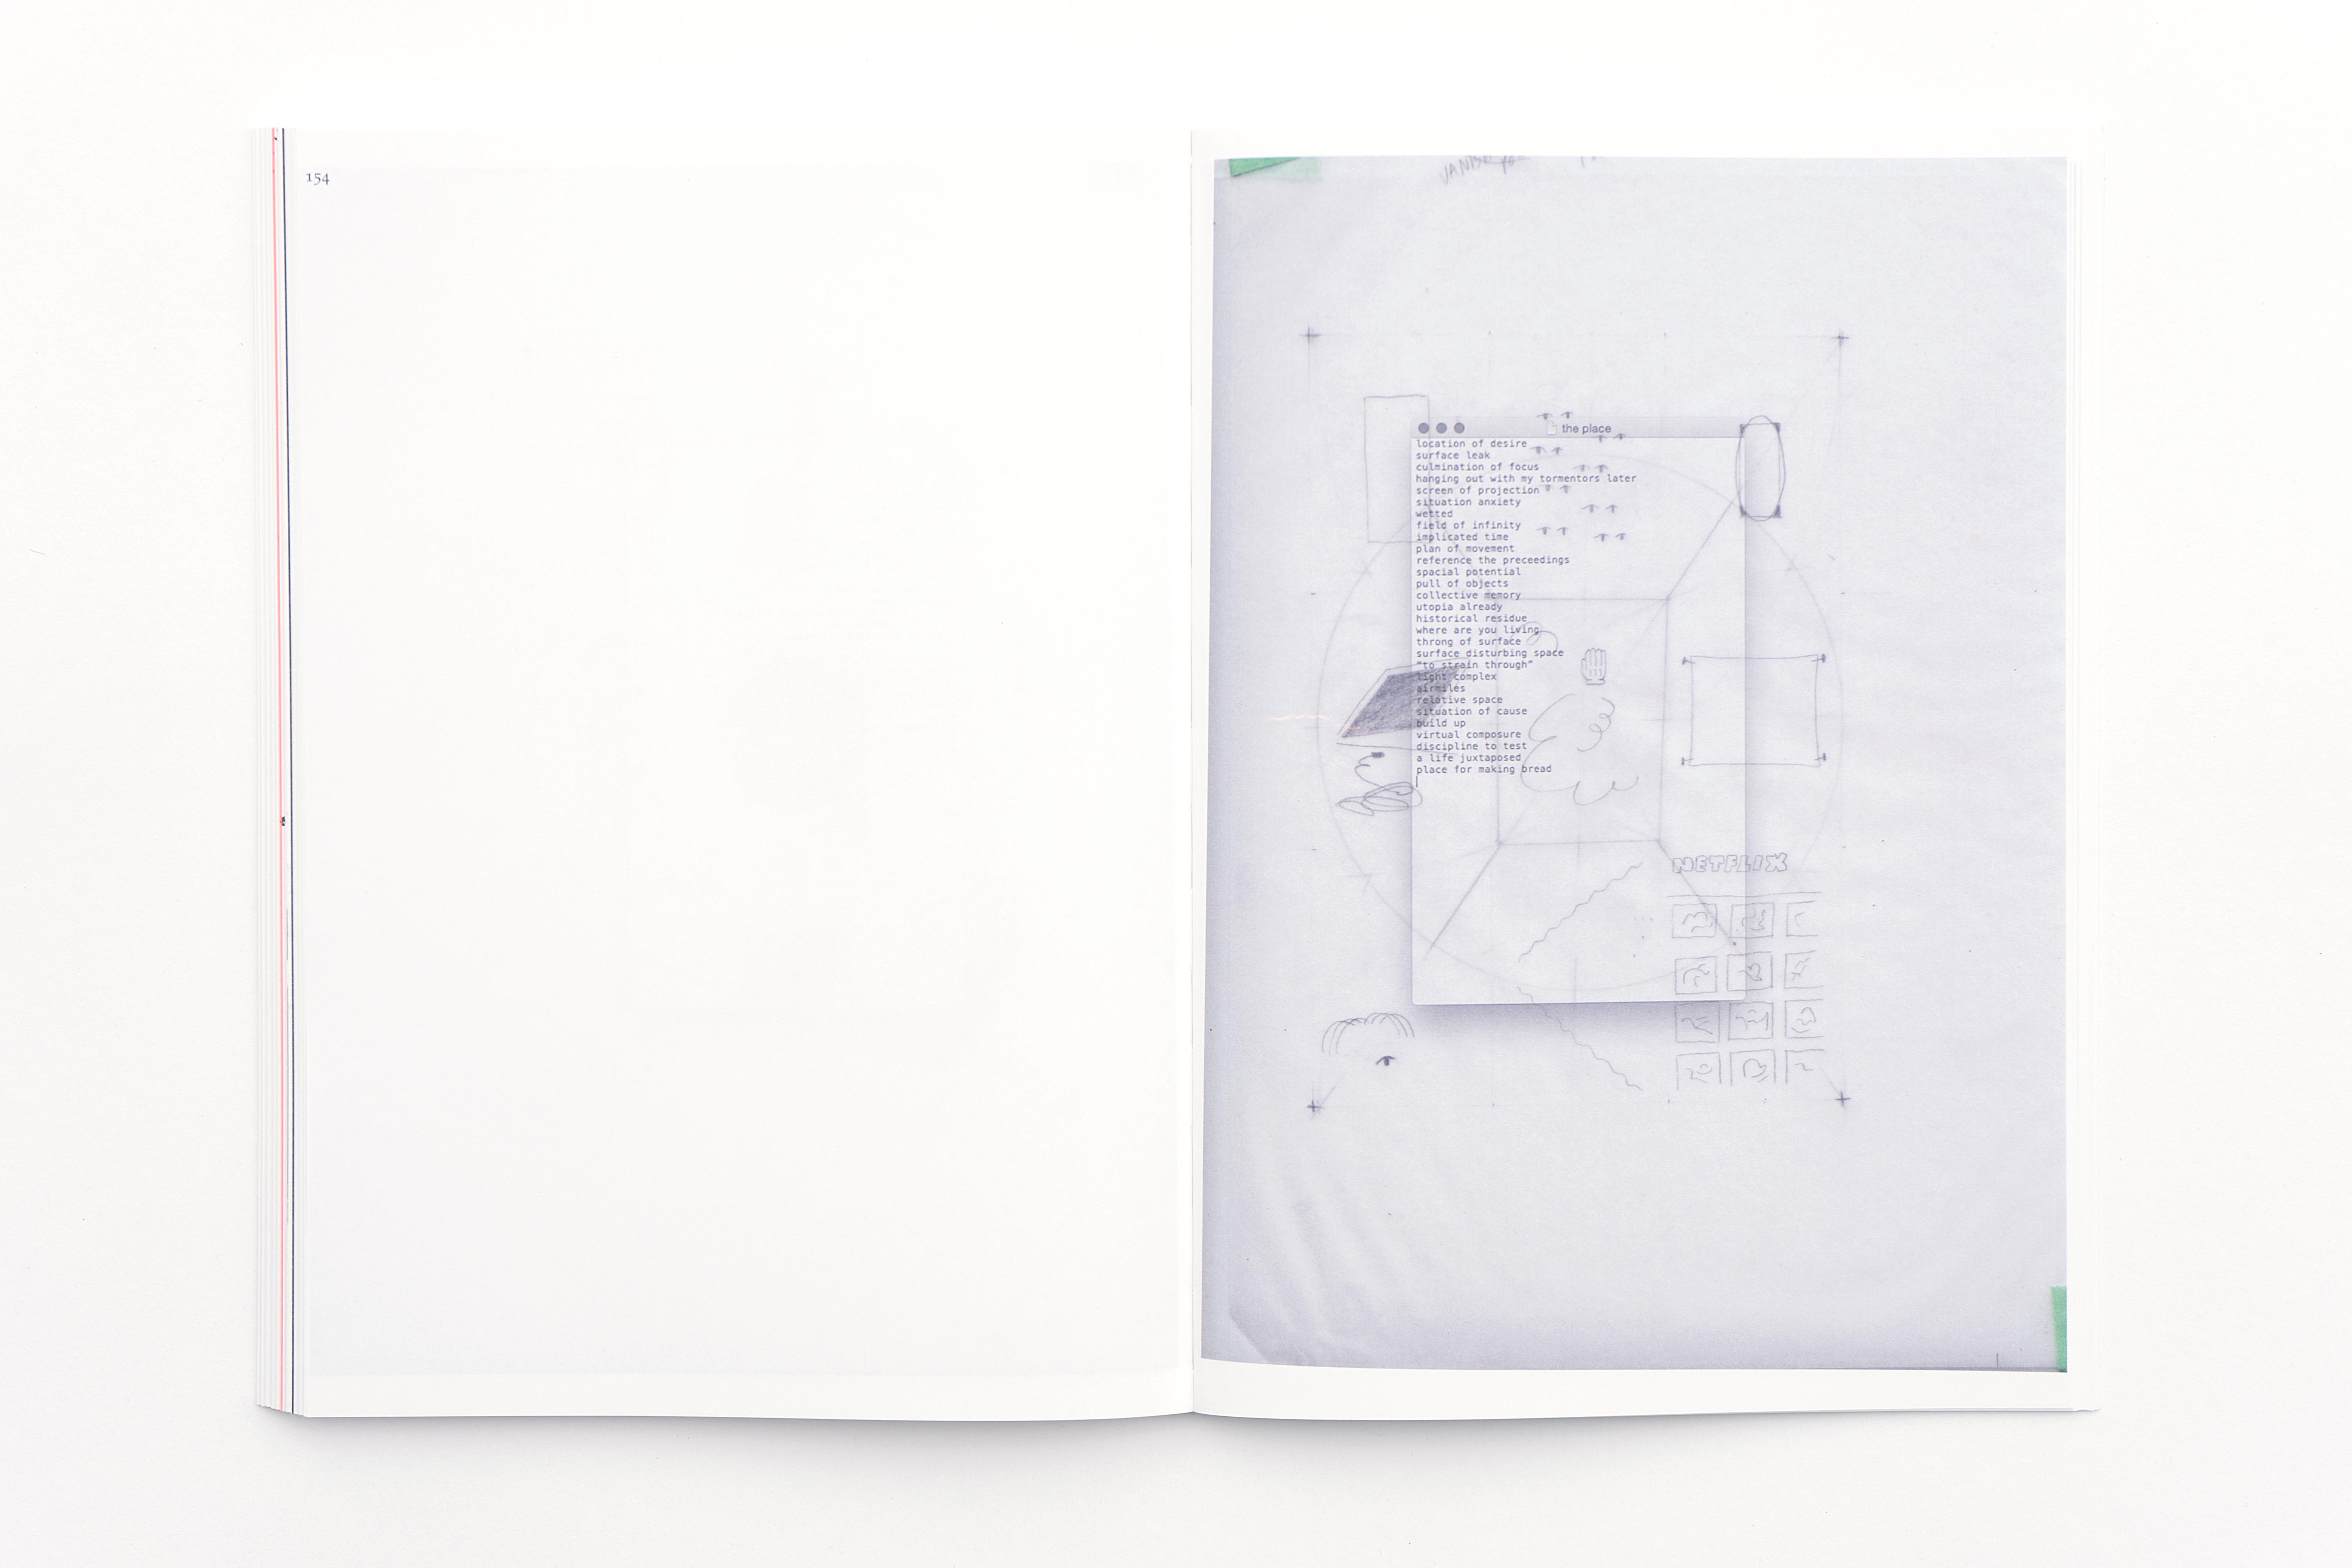 154
the place
location of desire
surface leak
culmination of focus
hanging out with my tormentors later
screen of projection
situation anxiety
wetted
field of infinity
implicated time
plan of movement
reference the preceedings
spacial potential
pull of objects
collective memory
utopia already
historical residue
where are you living
throng of surface
surface disturbing space
"to strain through"
light complex
airmiles
relative space
situation of cause
build up
virtual composure
discipline to test
a life juxtaposed
place for making bread
NETFLIX